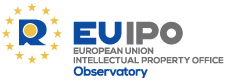 R
EUIPO
EUROPEAN UNION
INTELLECTUAL PROPERTY OFFICE
Observatory